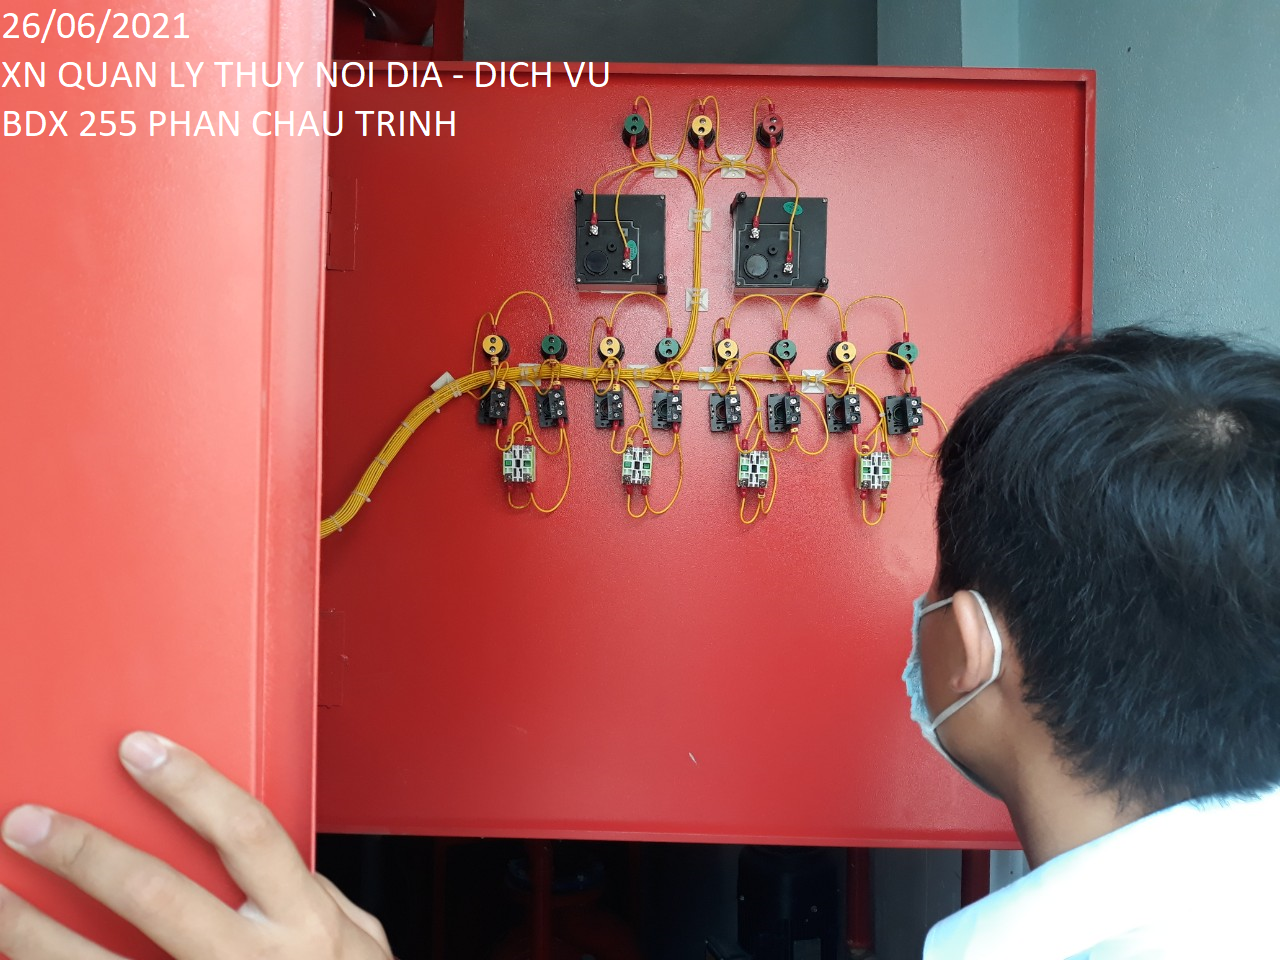 26/06/2021
XN QUAN LY THUY NOI DIA - DICH VU
BDX 255 PHAN CHAU TRINH